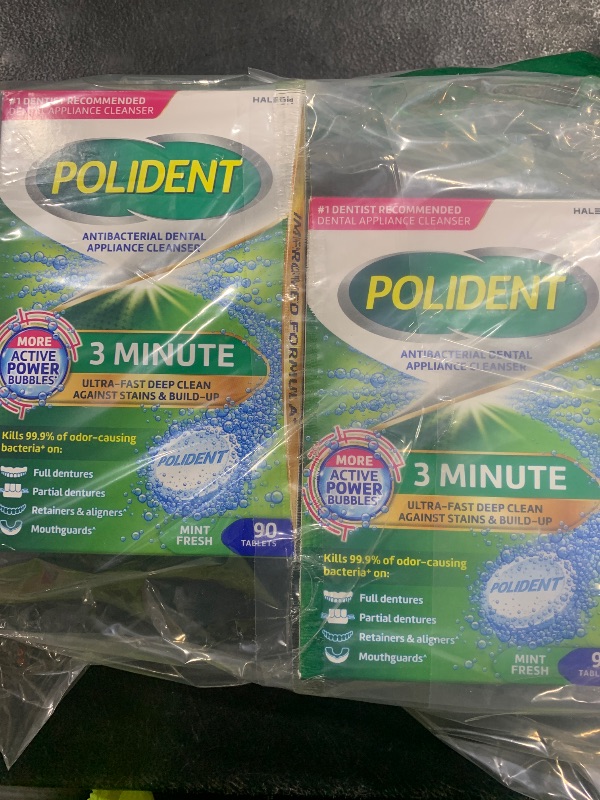 #1 DENTIST RECOMMENDED
DENTAL APPLIANCE CLEANSER
HALEON
POLIDENT
ANTIBACTERIAL DENTAL
APPLIANCE CLEANSER
MORE
ACTIVE
POWER
BUBBLES*
3 MINUTE
ULTRA-FAST DEEP CLEAN
AGAINST STAINS & BUILD-UP
Kills 99.9% of odor-causing
bacteria⁺ on:
Full dentures
Partial dentures
Retainers & aligners^
Mouthguards^
POLIDENT
MINT
FRESH
90
TABLETS
IMPROVED FORMULA*
#1 DENTIST RECOMMENDED
DENTAL APPLIANCE CLEANSER
HALE
POLIDENT
ANTIBACTERIAL DENTAL
APPLIANCE CLEANSER
MORE
ACTIVE
POWER
BUBBLES*
3 MINUTE
ULTRA-FAST DEEP CLEAN
AGAINST STAINS & BUILD-UP
Kills 99.9% of odor-causing
bacteria⁺ on:
Full dentures
Partial dentures
Retainers & aligners^
Mouthguards^
POLIDENT
MINT
FRESH
9
TABL